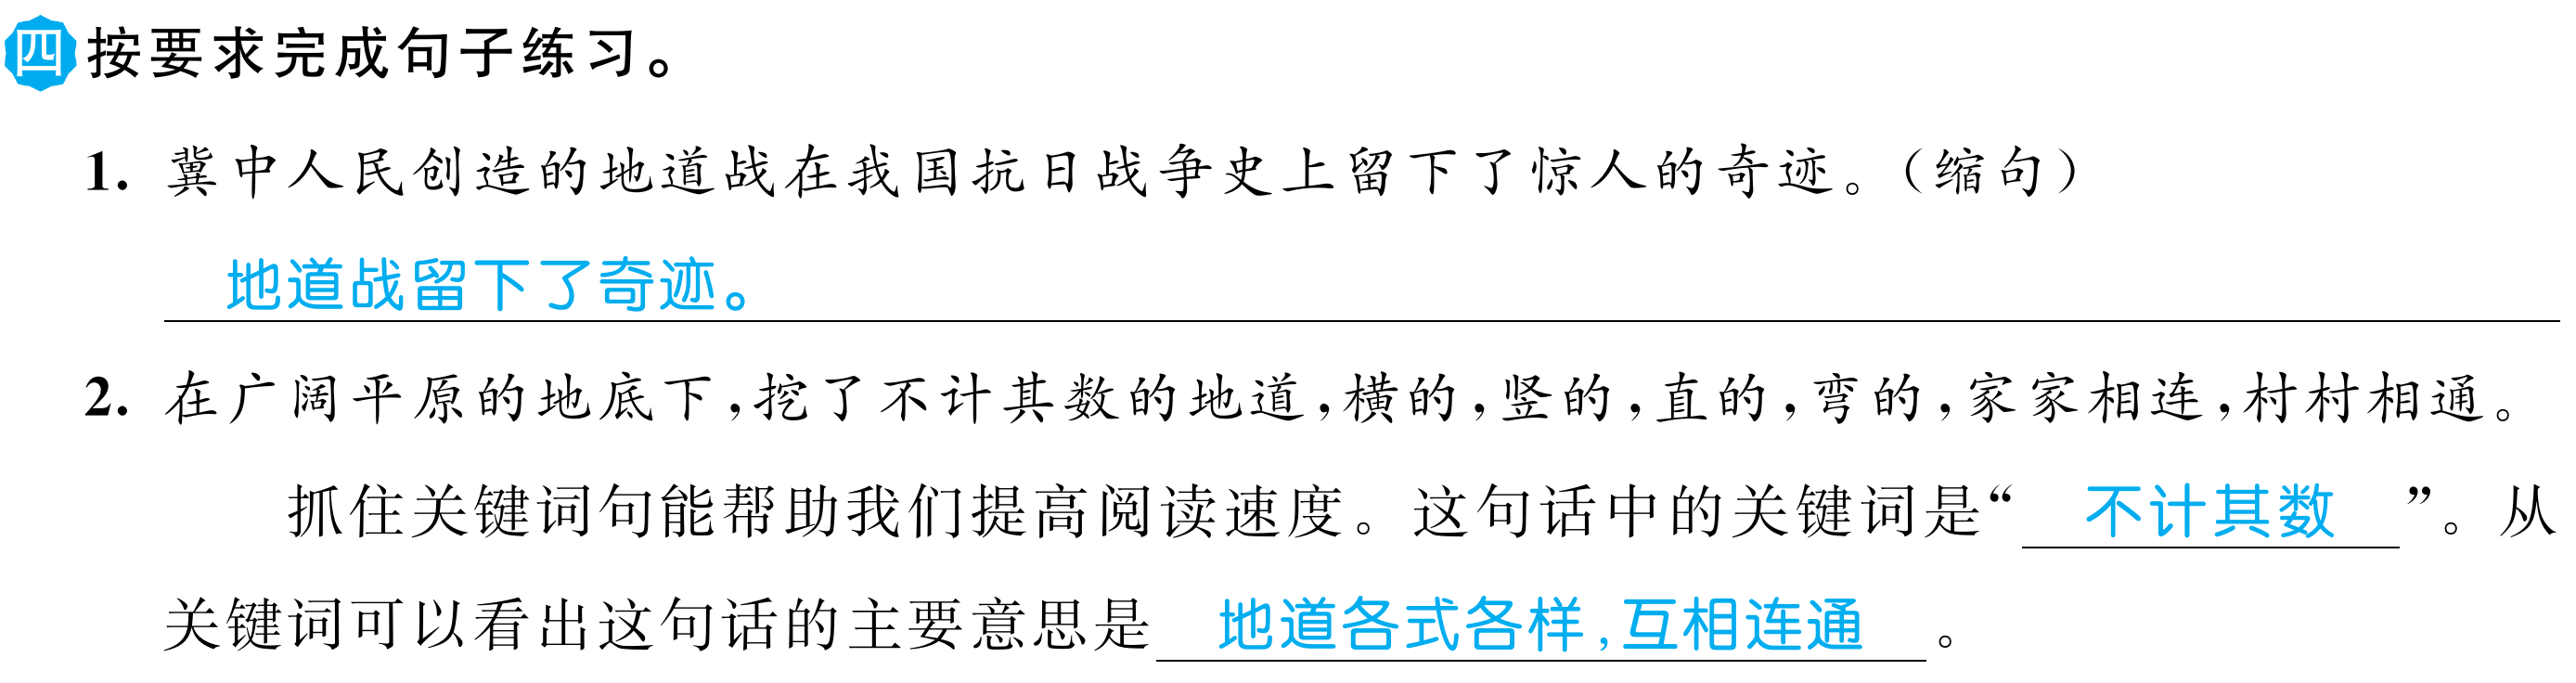 四按要求完成句子练习。
1. 冀中人民创造的地道战在我国抗日战争史上留下了惊人的奇迹。(缩句)
地道战留下了奇迹。
2. 在广阔平原的地底下,挖了不计其数的地道,横的,竖的,直的,弯的,家家相连,村村相通。
抓住关键词句能帮助我们提高阅读速度。这句话中的关键词是“ 不计其数 ”。从
关键词可以看出这句话的主要意思是 地道各式各样,互相连通 。